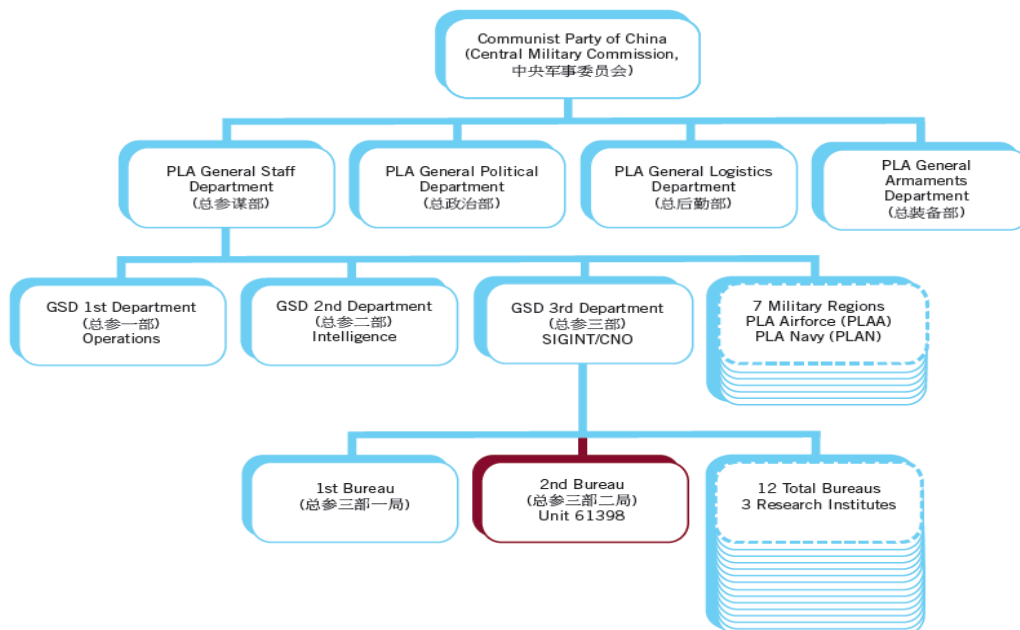 Communist Party of China
(Central Military Commission,
中央军事委员会)
PLA General Staff
Department
(总参谋部)
PLA General Political
Department
(总政治部)
PLA General Logistics
Department
(总后勤部)
PLA General
Armaments
Department
(总装备部)
GSD 1st Department
(总参一部)
Operations
GSD 2nd Department
(总参二部)
Intelligence
GSD 3rd Department
(总参三部)
SIGINT/CNO
7 Military Regions
PLA Airforce (PLAA)
PLA Navy (PLAN)
1st Bureau
(总参三部一局)
2nd Bureau
(总参三部二局)
Unit 61398
12 Total Bureaus
3 Research Institutes